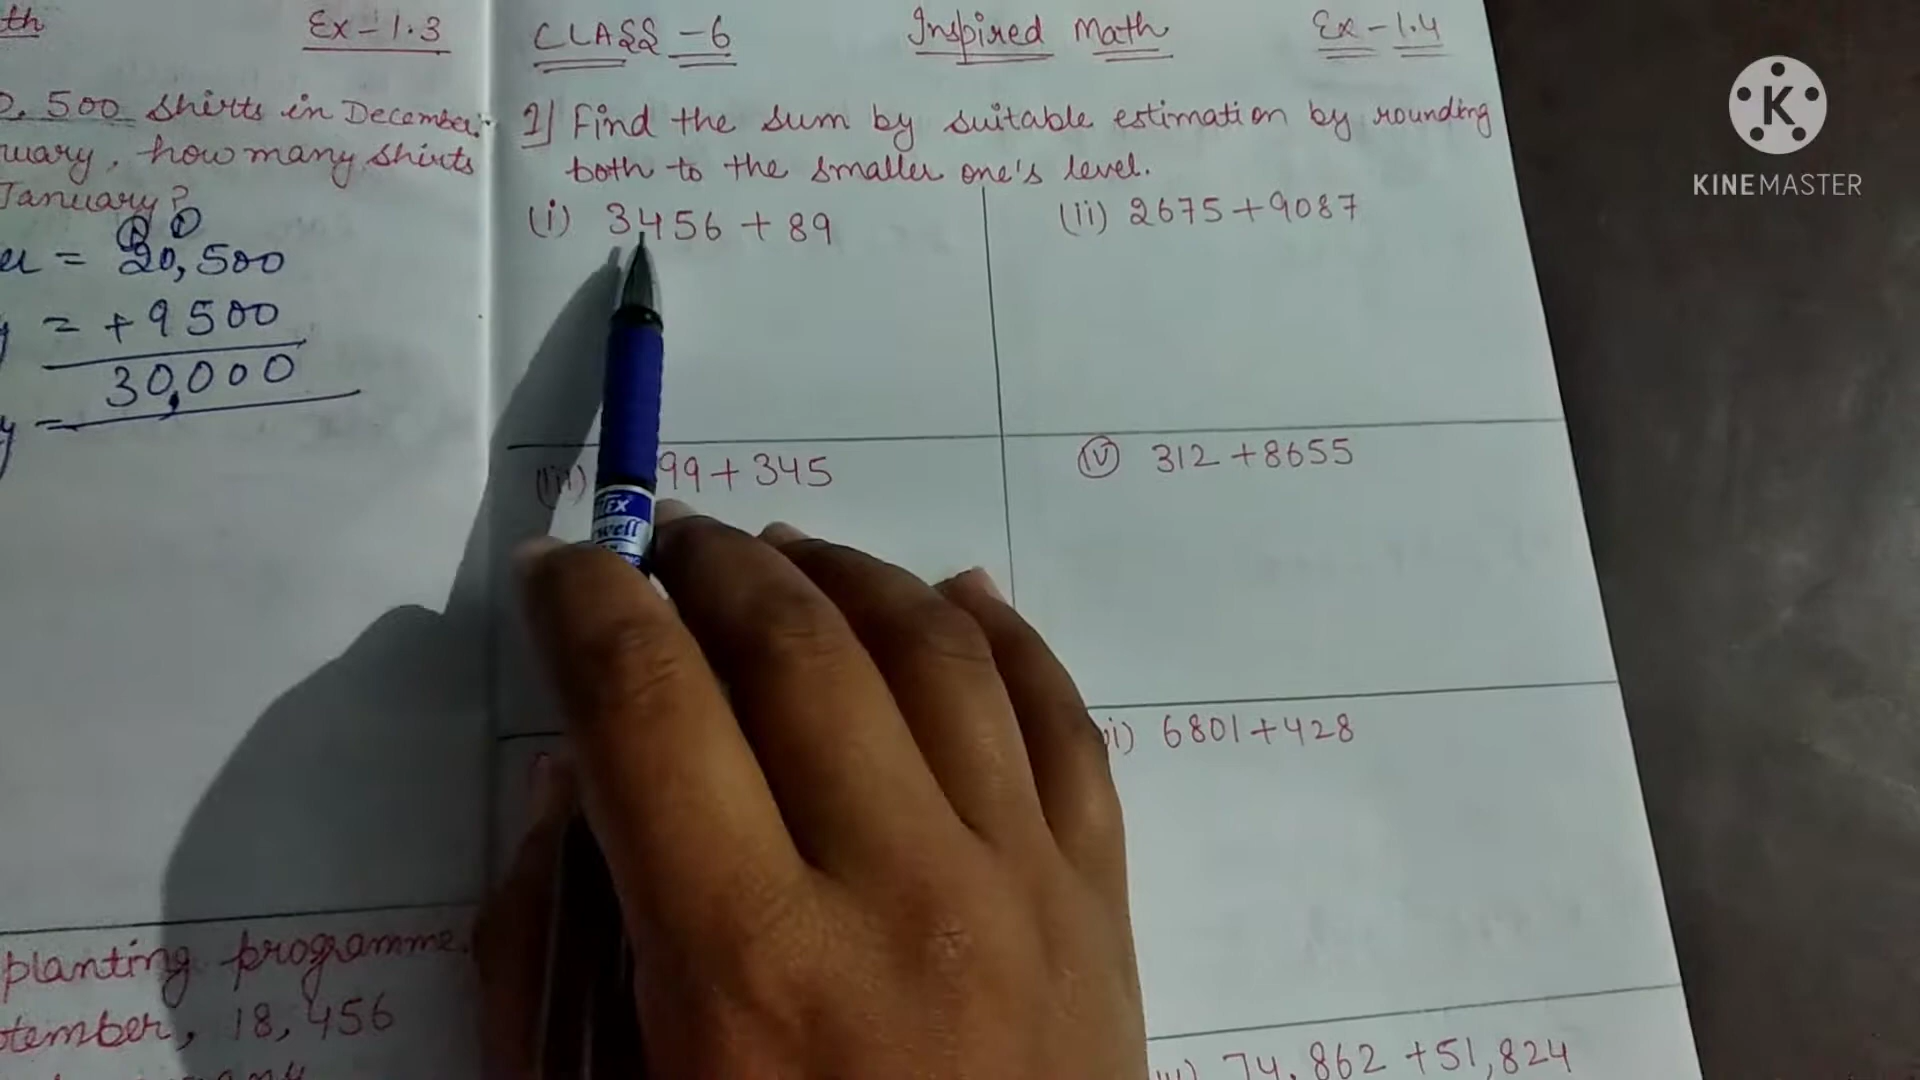 Ex-1.3
500 shirts in December.
how many shirts
January?
= 20,500
= + 9500
30,000
=
planting programme.
18,456
CLASS-6 Inspired Math Ex-1.4
1) Find the sum by suitable estimation by rounding
both to the smaller one's level.
(i) 3456 + 89 (ii) 2675 + 9087
99 + 345 (iv) 312 + 8655
6801 + 428
74,862 + 51,824
KINEMASTER